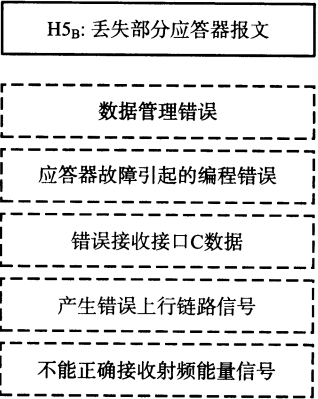 H5B: 丢失部分应答器报文
数据管理错误
应答器故障引起的编程错误
错误接收接口C数据
产生错误上行链路信号
不能正确接收射频能量信号